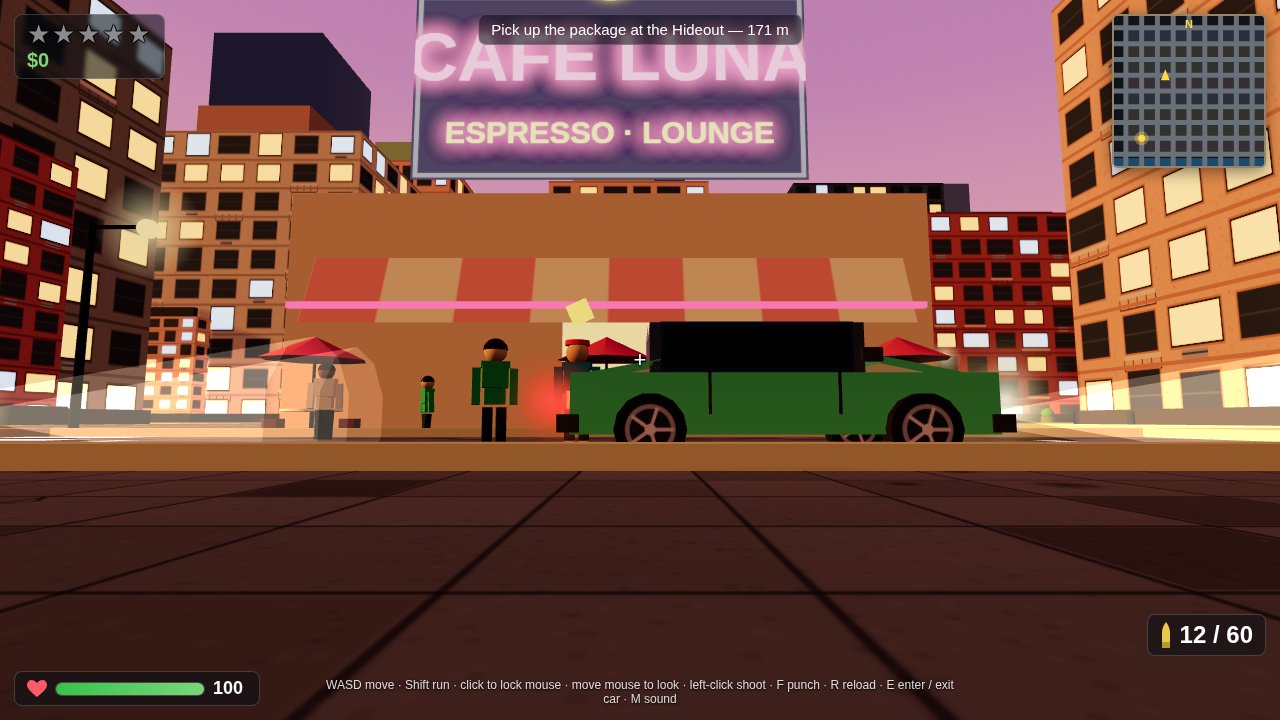 $0
Pick up the package at the Hideout — 171 m
N
CAFE LUNA
ESPRESSO · LOUNGE
12 / 60
100
WASD move · Shift run · click to lock mouse · move mouse to look · left-click shoot · F punch · R reload · E enter / exit
car · M sound